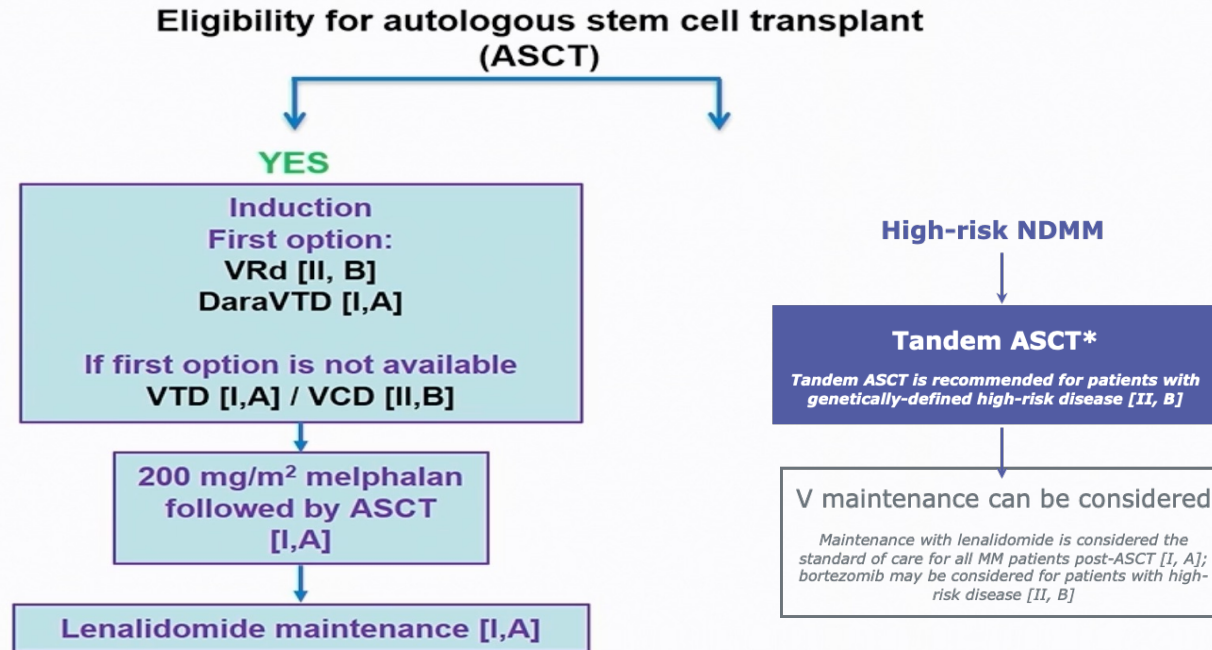 Eligibility for autologous stem cell transplant
(ASCT)
YES
Induction
First option:
VRd [II, B]
DaraVTD [I,A]
If first option is not available
VTD [I,A] / VCD [II,B]
200 mg/m² melphalan
followed by ASCT
[I,A]
Lenalidomide maintenance [I,A]
High-risk NDMM
Tandem ASCT*
Tandem ASCT is recommended for patients with
genetically-defined high-risk disease [II, B]
V maintenance can be considered
Maintenance with lenalidomide is considered the
standard of care for all MM patients post-ASCT [I, A];
bortezomib may be considered for patients with high-
risk disease [II, B]